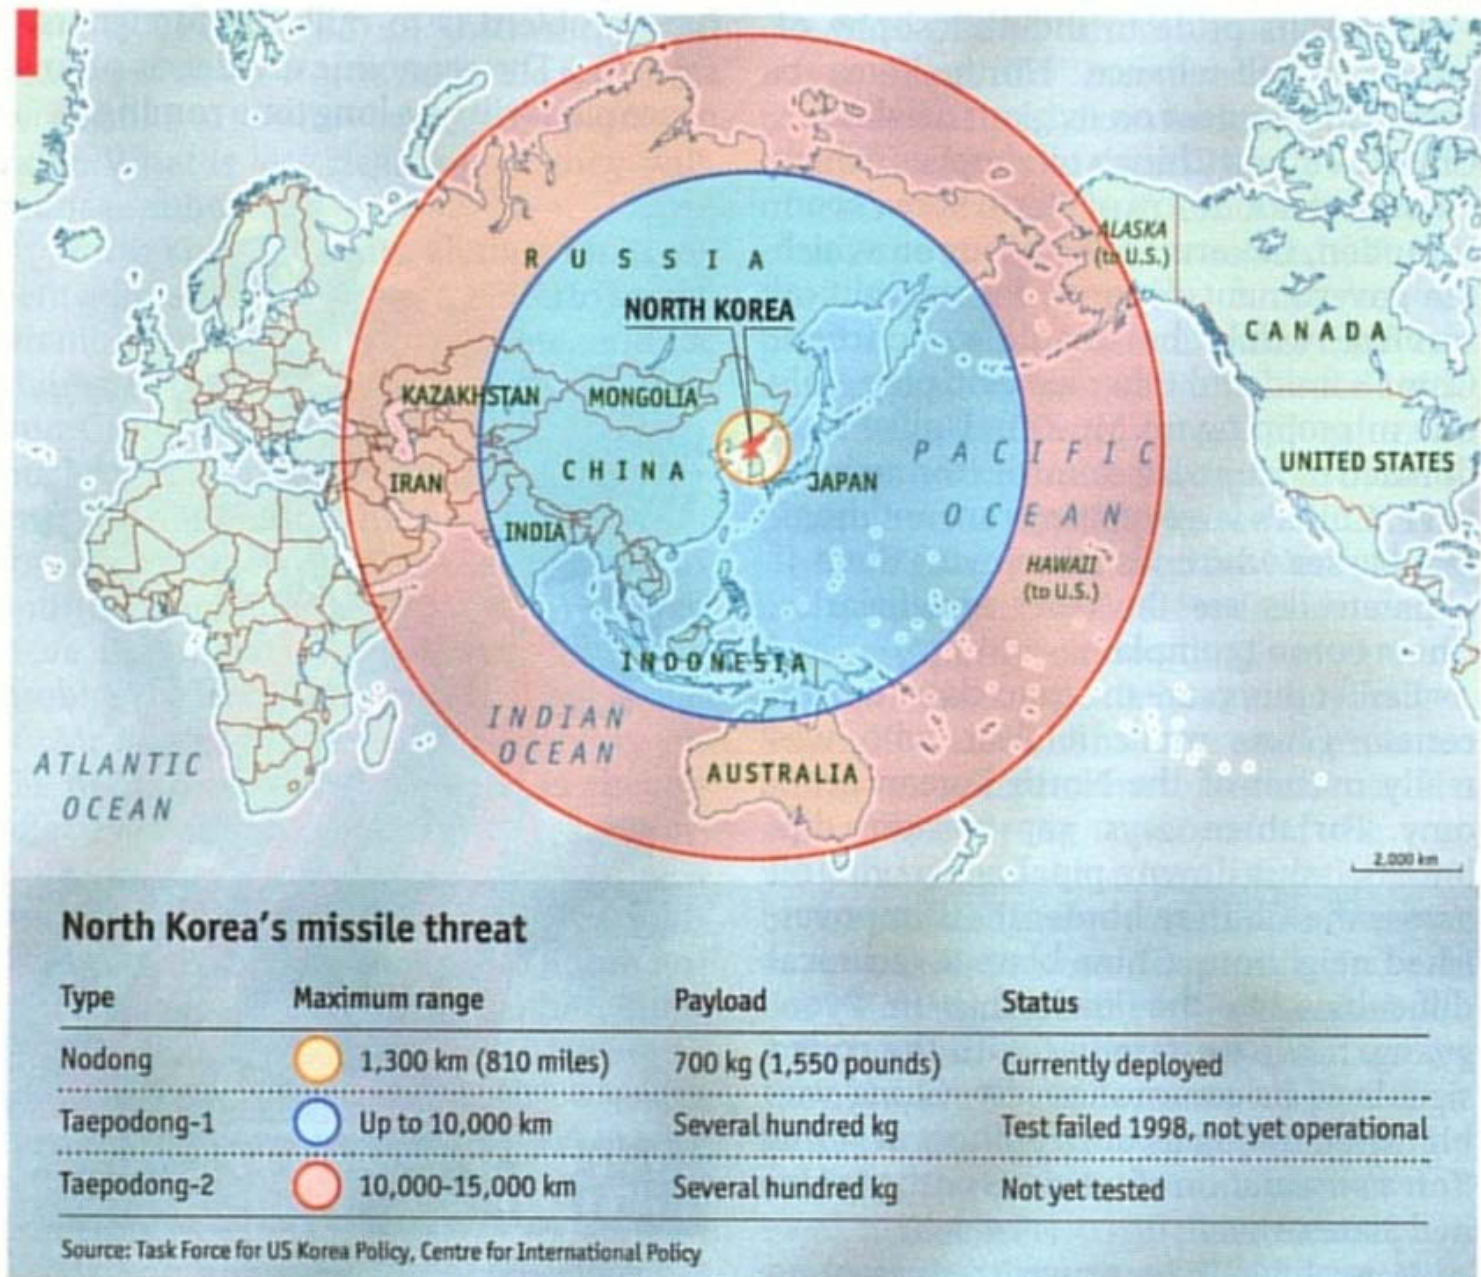 ALASKA
(to U.S.)
RUSSIA
NORTH KOREA
CANADA
KAZAKHSTAN
MONGOLIA
PACIFIC
UNITED STATES
CHINA
IRAN
JAPAN
OCEAN
INDIA
HAWAII
(to U.S.)
INDONESIA
INDIAN
OCEAN
ATLANTIC
OCEAN
AUSTRALIA
2,000 km
North Korea's missile threat
Type Maximum range Payload Status
Nodong 1,300 km (810 miles) 700 kg (1,550 pounds) Currently deployed
Taepodong-1 Up to 10,000 km Several hundred kg Test failed 1998, not yet operational
Taepodong-2 10,000-15,000 km Several hundred kg Not yet tested
Source: Task Force for US Korea Policy, Centre for International Policy